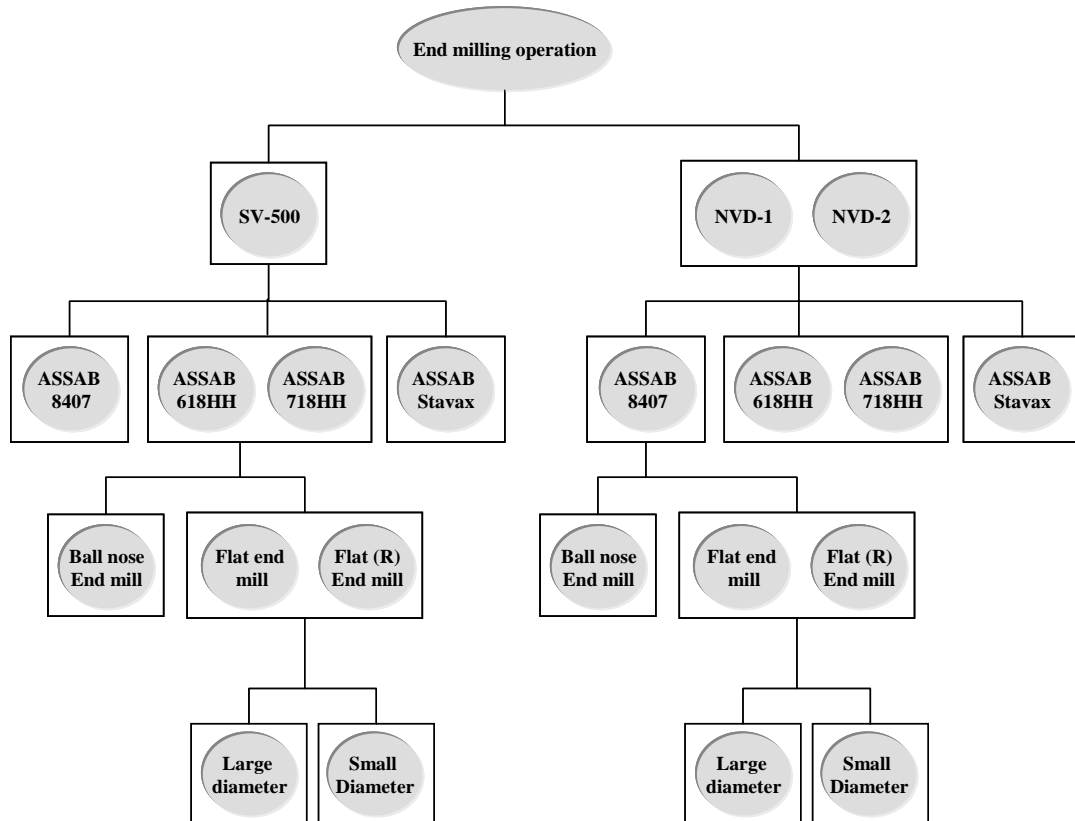 End milling operation
SV-500
NVD-1
NVD-2
ASSAB
8407
ASSAB
618HH
ASSAB
718HH
ASSAB
Stavax
ASSAB
8407
ASSAB
618HH
ASSAB
718HH
ASSAB
Stavax
Ball nose
End mill
Flat end
mill
Flat (R)
End mill
Ball nose
End mill
Flat end
mill
Flat (R)
End mill
Large
diameter
Small
Diameter
Large
diameter
Small
Diameter